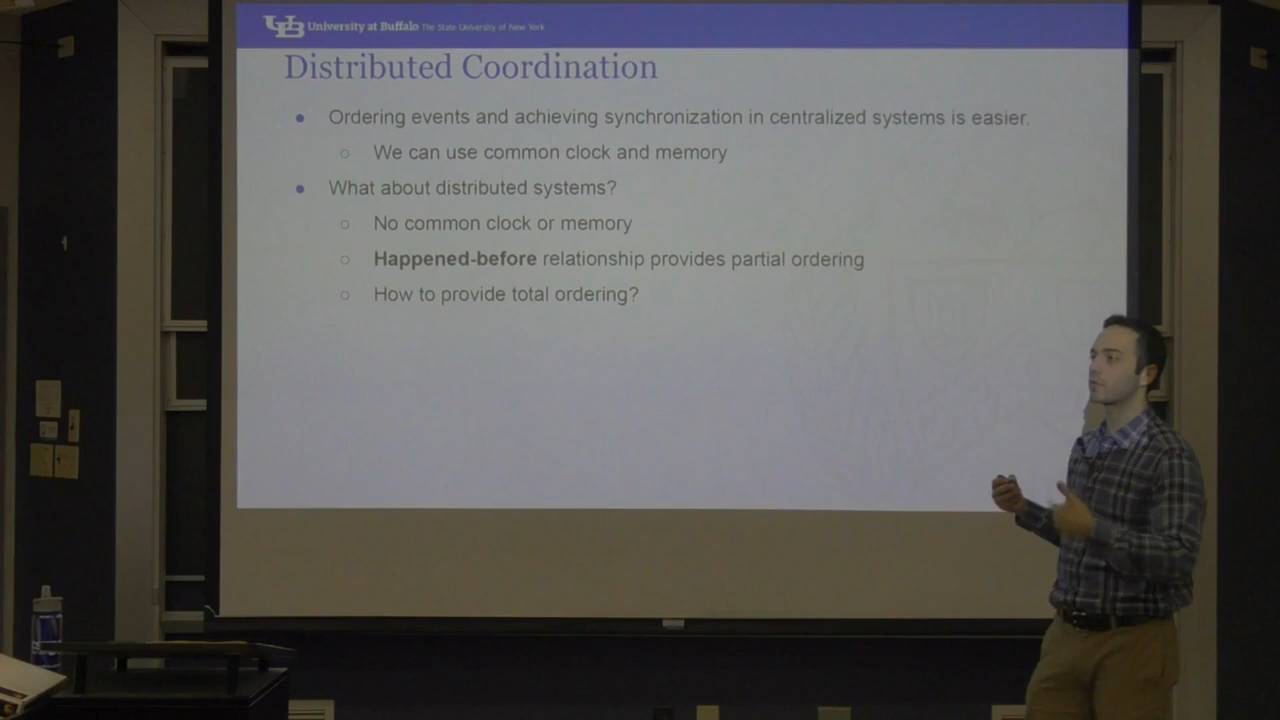 University at Buffalo The State University of New York
Distributed Coordination
Ordering events and achieving synchronization in centralized systems is easier.
We can use common clock and memory
What about distributed systems?
No common clock or memory
Happened-before relationship provides partial ordering
How to provide total ordering?